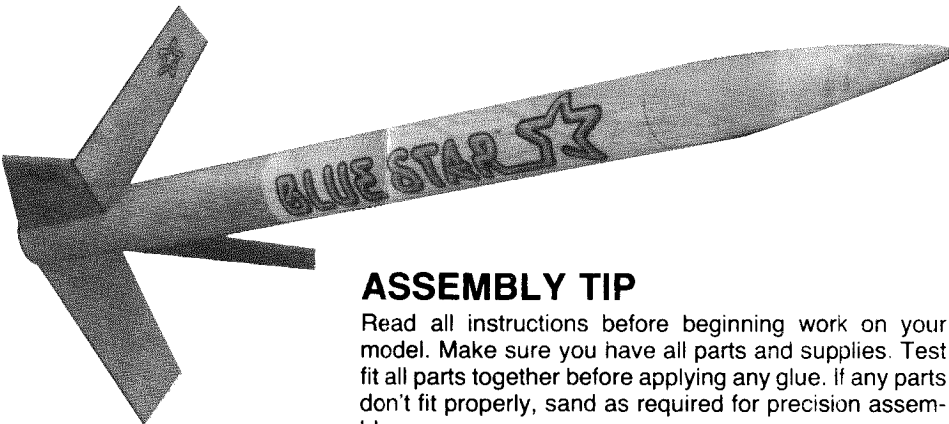 BLUE STAR
ASSEMBLY TIP
Read all instructions before beginning work on your
model. Make sure you have all parts and supplies. Test
fit all parts together before applying any glue. If any parts
don't fit properly, sand as required for precision assem-